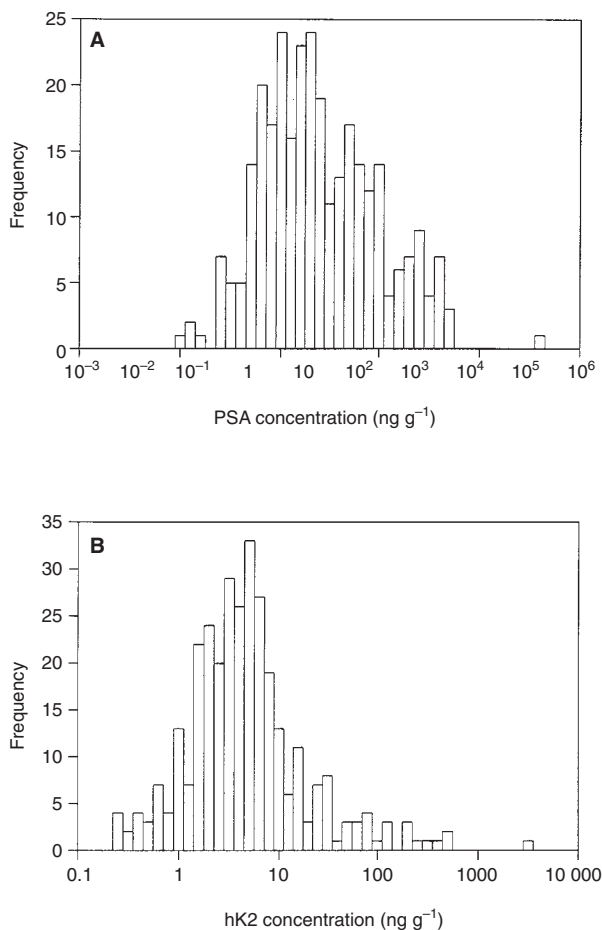 A
Frequency
25
20
15
10
5
0
10⁻³ 10⁻² 10⁻¹ 1 10 10² 10³ 10⁴ 10⁵ 10⁶
PSA concentration (ng g⁻¹)
B
Frequency
35
30
25
20
15
10
5
0
0.1 1 10 100 1000 10 000
hK2 concentration (ng g⁻¹)